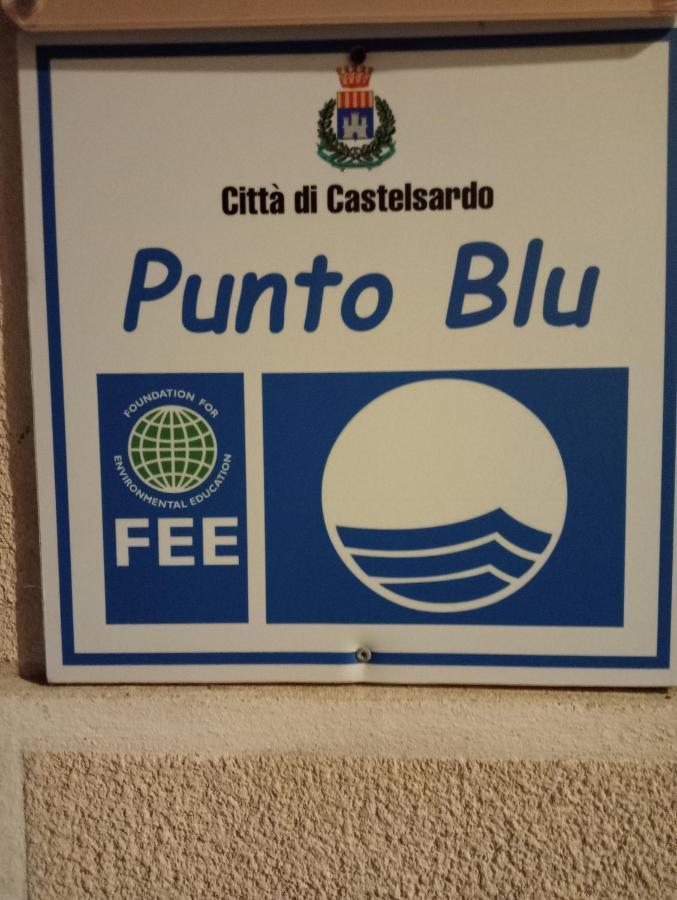 Città di Castelsardo
Punto Blu
FOUNDATION FOR
ENVIRONMENTAL EDUCATION
FEE